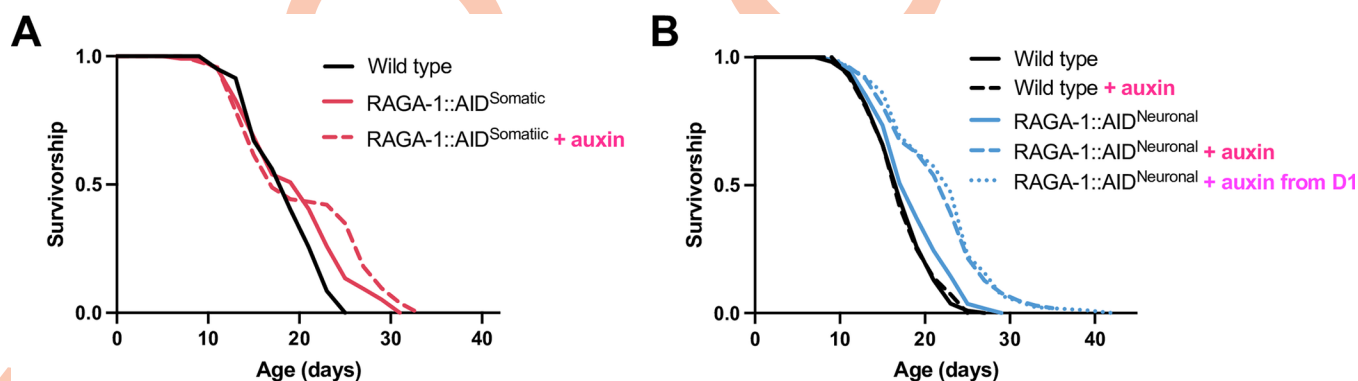 A
1.0
0.5
0.0
Survivorship
0
10
20
30
40
Age (days)
Wild type
RAGA-1::AIDSomatic
RAGA-1::AIDSomatiic + auxin
B
1.0
0.5
0.0
Survivorship
0
10
20
30
40
Age (days)
Wild type
Wild type + auxin
RAGA-1::AIDNeuronal
RAGA-1::AIDNeuronal + auxin
RAGA-1::AIDNeuronal + auxin from D1